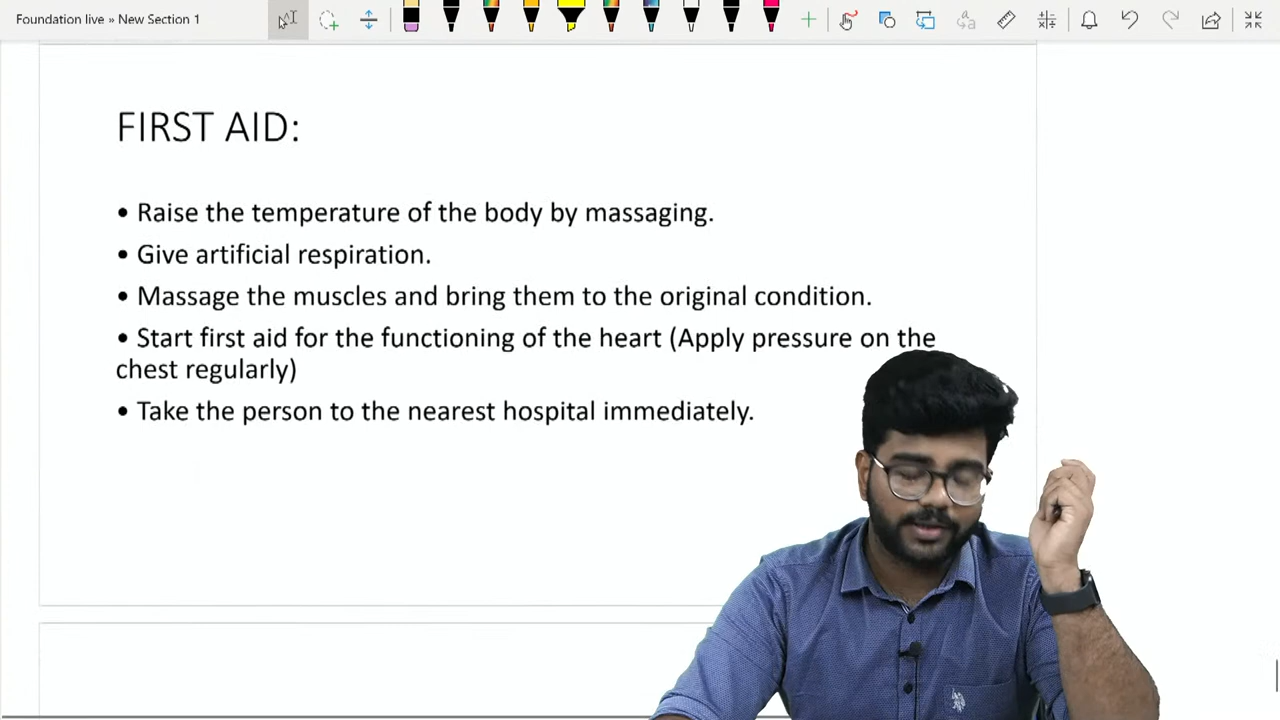 Foundation live » New Section 1
FIRST AID:
• Raise the temperature of the body by massaging.
• Give artificial respiration.
• Massage the muscles and bring them to the original condition.
• Start first aid for the functioning of the heart (Apply pressure on the
chest regularly)
• Take the person to the nearest hospital immediately.